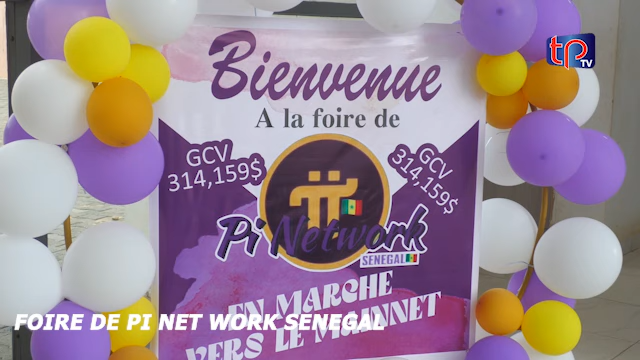 tp
TV
Bienvenue
A la foire de
GCV
314,159$
GCV
314,159$
Pi Network
SENEGAL
EN MARCHE
VERS LE MAINNET
FOIRE DE PI NET WORK SENEGAL